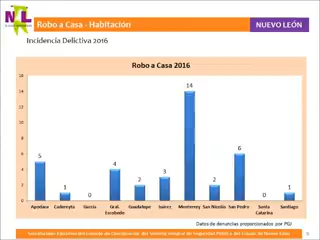 Robo a Casa - Habitación
NUEVO LEÓN
Incidencia Delictiva 2016
Robo a Casa 2016
16
14
12
10
8
6
4
2
0
5
1
0
4
2
3
14
2
6
0
1
Apodaca
Cadereyta
García
Gral. Escobedo
Guadalupe
Juárez
Monterrey
San Nicolás
San Pedro
Santa Catarina
Santiago
Datos de denuncias proporcionados por PGJ